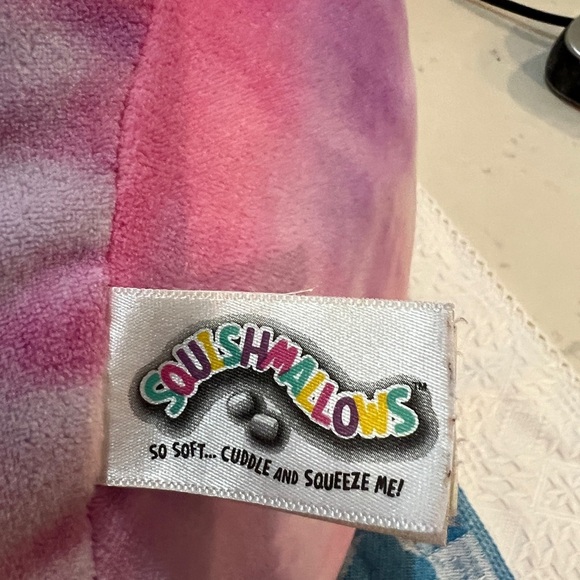 SQUISHMALLOWS™
SO SOFT... CUDDLE AND SQUEEZE ME!